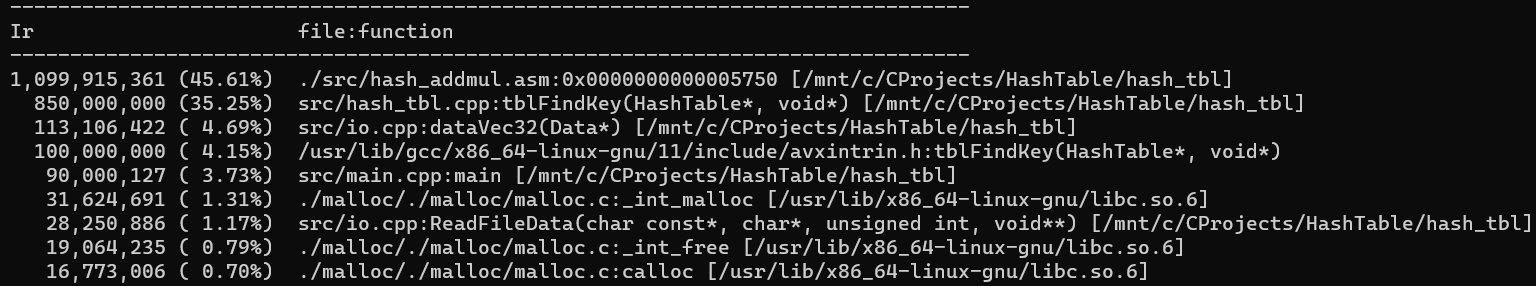 --------------------------------------------------------------------------------
Ir                      file:function
--------------------------------------------------------------------------------
1,099,915,361 (45.61%)  ./src/hash_addmul.asm:0x0000000000005750 [/mnt/c/CProjects/HashTable/hash_tbl]
  850,000,000 (35.25%)  src/hash_tbl.cpp:tblFindKey(HashTable*, void*) [/mnt/c/CProjects/HashTable/hash_tbl]
  113,106,422 ( 4.69%)  src/io.cpp:dataVec32(Data*) [/mnt/c/CProjects/HashTable/hash_tbl]
  100,000,000 ( 4.15%)  /usr/lib/gcc/x86_64-linux-gnu/11/include/avxintrin.h:tblFindKey(HashTable*, void*)
   90,000,127 ( 3.73%)  src/main.cpp:main [/mnt/c/CProjects/HashTable/hash_tbl]
   31,624,691 ( 1.31%)  ./malloc/./malloc/malloc.c:_int_malloc [/usr/lib/x86_64-linux-gnu/libc.so.6]
   28,250,886 ( 1.17%)  src/io.cpp:ReadFileData(char const*, char*, unsigned int, void**) [/mnt/c/CProjects/HashTable/hash_tbl]
   19,064,235 ( 0.79%)  ./malloc/./malloc/malloc.c:_int_free [/usr/lib/x86_64-linux-gnu/libc.so.6]
   16,773,006 ( 0.70%)  ./malloc/./malloc/malloc.c:calloc [/usr/lib/x86_64-linux-gnu/libc.so.6]